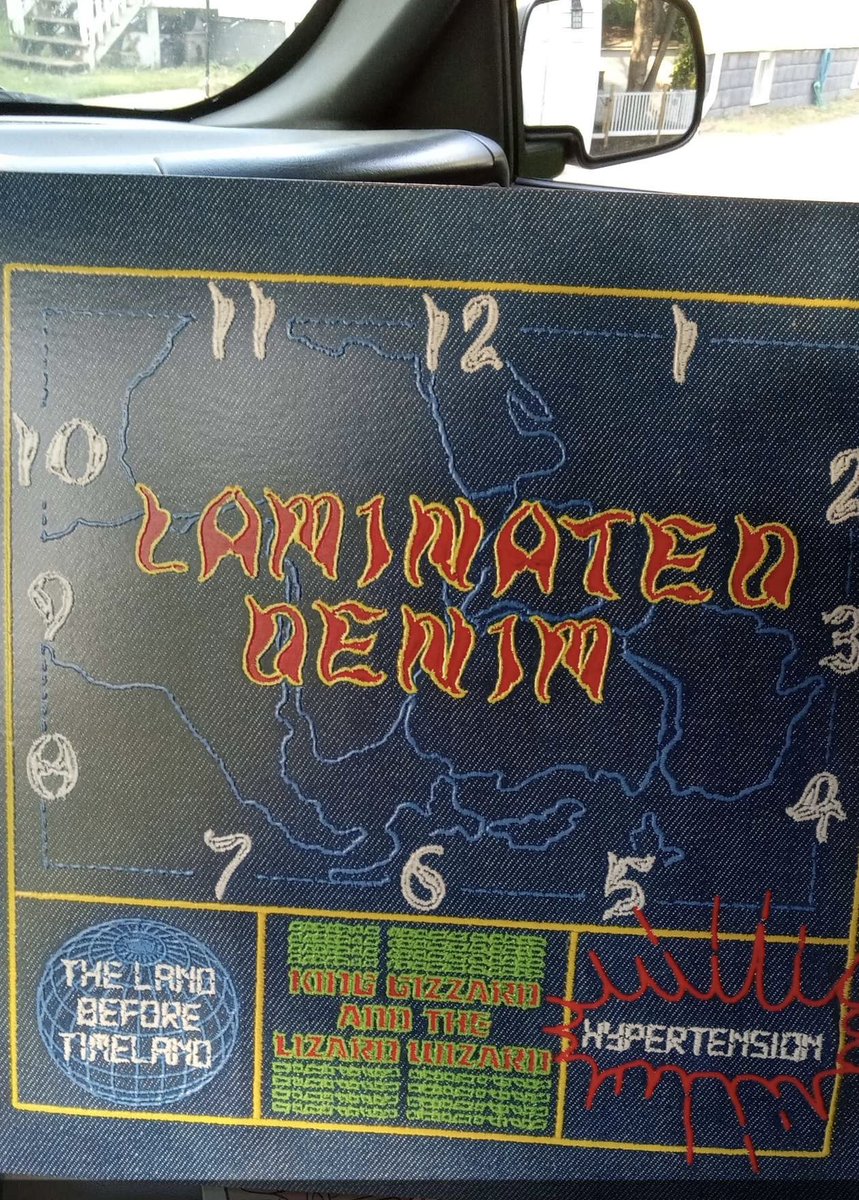 11 12 1
10 2
LAMINATED
DENIM
9 3
8 4
7 6 5
THE LAND
BEFORE
TIMELAND
KING GIZZARD
AND THE
LIZARD WIZARD
HYPERTENSION